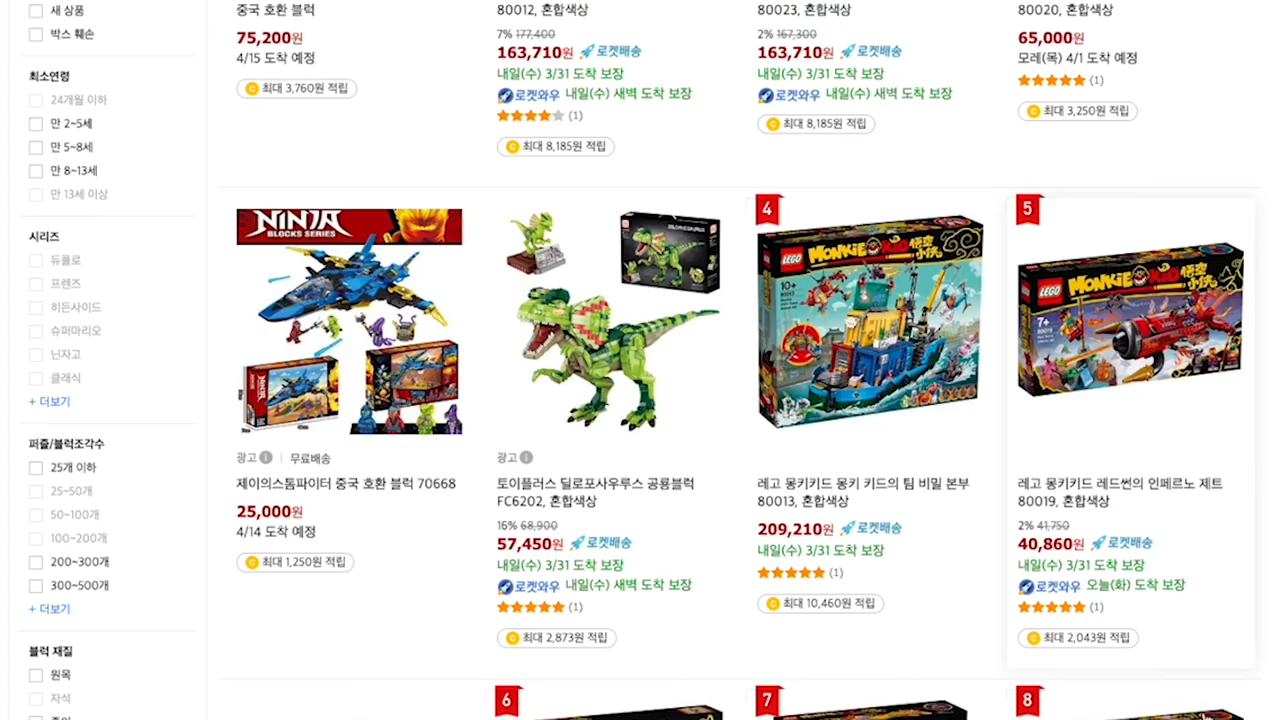 새 상품
박스 훼손
최소연령
24개월 이하
만 2~5세
만 5~8세
만 8~13세
만 13세 이상
시리즈
듀플로
프렌즈
히든사이드
슈퍼마리오
닌자고
클래식
+ 더보기
퍼즐/블럭조각수
25개 이하
25~50개
50~100개
100~200개
200~300개
300~500개
+ 더보기
블럭 재질
원목
자석
중국 호환 블럭
75,200원
4/15 도착 예정
최대 3,760원 적립
80012, 혼합색상
7% 177,400
163,710원 로켓배송
내일(수) 3/31 도착 보장
로켓와우 내일(수) 새벽 도착 보장
(1)
최대 8,185원 적립
80023, 혼합색상
2% 167,300
163,710원 로켓배송
내일(수) 3/31 도착 보장
로켓와우 내일(수) 새벽 도착 보장
최대 8,185원 적립
80020, 혼합색상
65,000원
모레(목) 4/1 도착 예정
(1)
최대 3,250원 적립
NINJA
BLOCKS SERIES
광고 무료배송
제이의스톰파이터 중국 호환 블럭 70668
25,000원
4/14 도착 예정
최대 1,250원 적립
광고
토이플러스 딜로포사우루스 공룡블럭
FC6202, 혼합색상
16% 68,900
57,450원 로켓배송
내일(수) 3/31 도착 보장
로켓와우 내일(수) 새벽 도착 보장
(1)
최대 2,873원 적립
4
LEGO MONKIE KID 悟空小侠
10+
80013
레고 몽키키드 몽키 키드의 팀 비밀 본부
80013, 혼합색상
209,210원 로켓배송
내일(수) 3/31 도착 보장
(1)
최대 10,460원 적립
5
LEGO MONKIE KID 悟空小侠
7+
80019
레고 몽키키드 레드썬의 인페르노 제트
80019, 혼합색상
2% 41,750
40,860원 로켓배송
내일(수) 3/31 도착 보장
로켓와우 오늘(화) 도착 보장
(1)
최대 2,043원 적립
6
7
8